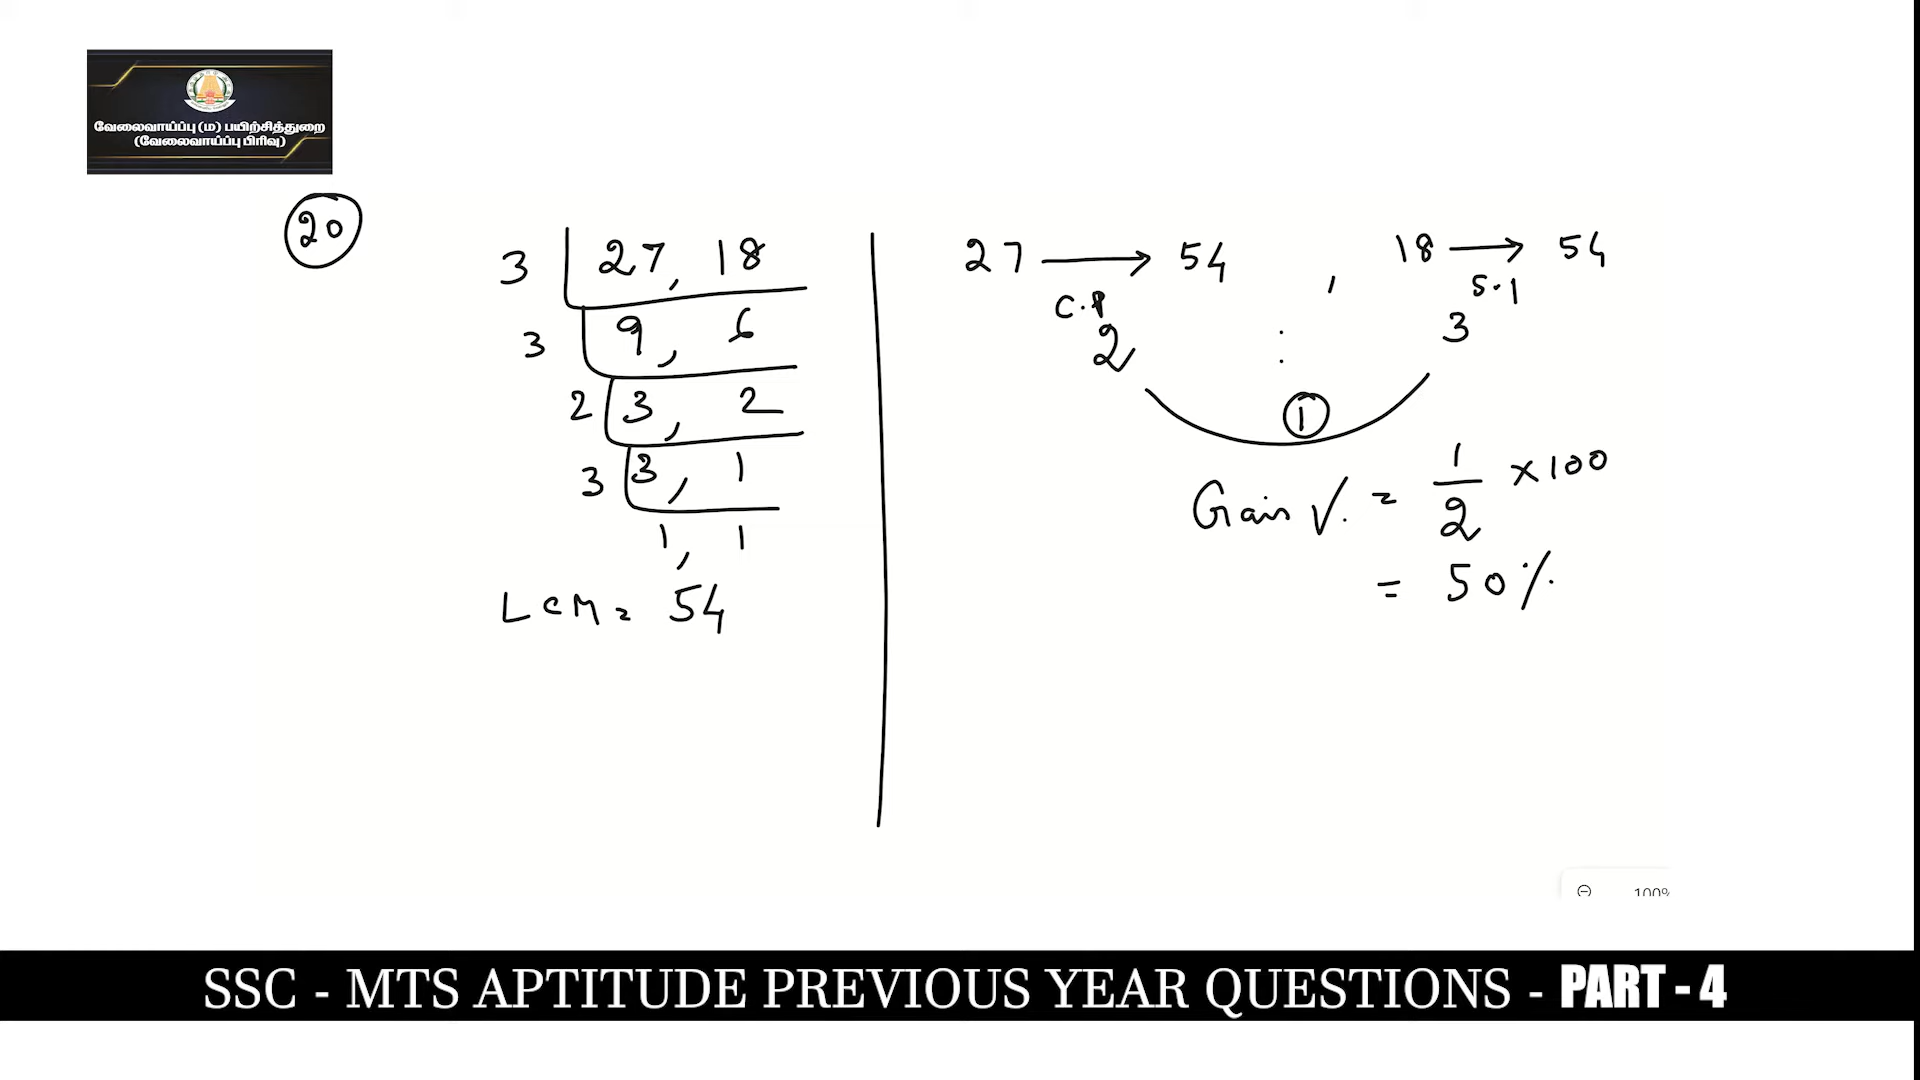 வேலைவாய்ப்பு (ம) பயிற்சித்துறை
(வேலைவாய்ப்பு பிரிவு)
20
3 27, 18
3 9, 6
2 3, 2
3 3, 1
1, 1
LCM = 54
27 → 54 , 18 → 54
C.P S.1
2 : 3
1
Gain %. = 1/2 × 100
= 50%
100%
SSC - MTS APTITUDE PREVIOUS YEAR QUESTIONS - PART - 4